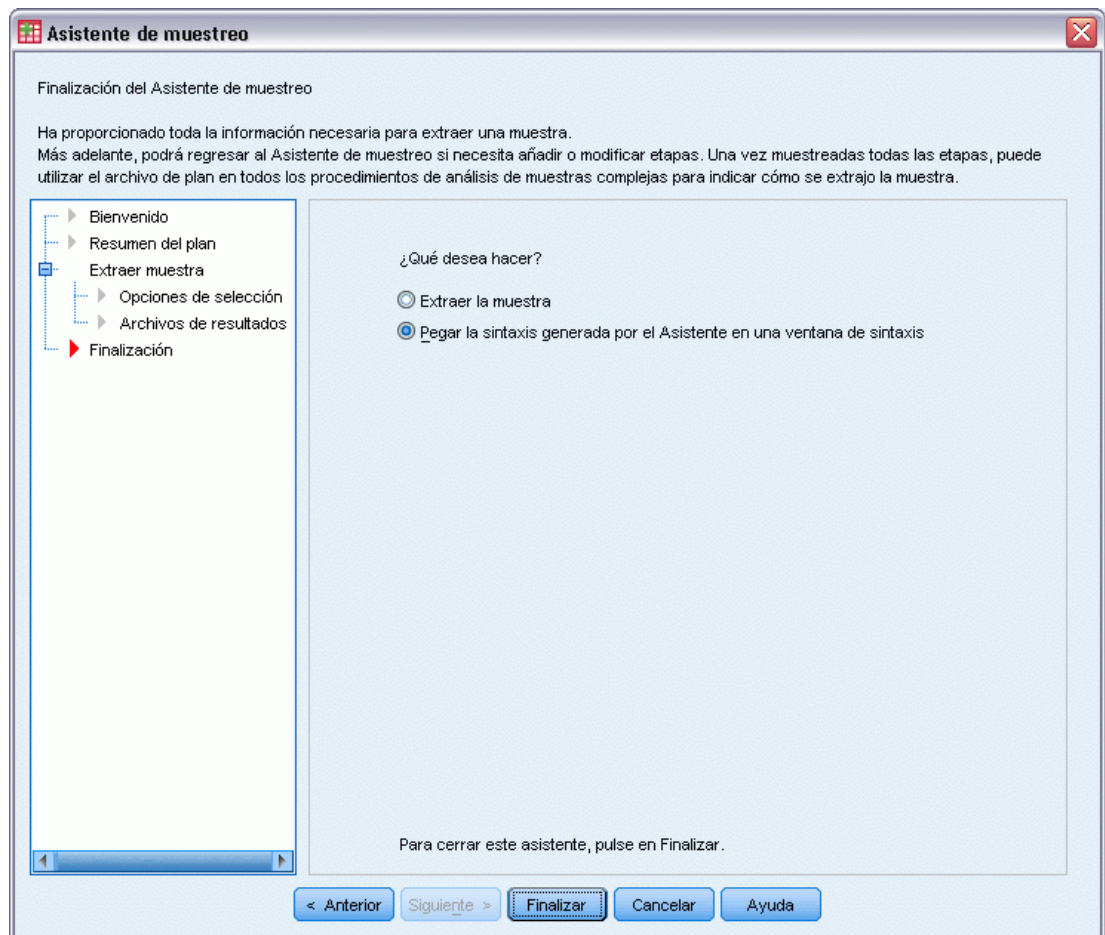 Asistente de muestreo
Finalización del Asistente de muestreo
Ha proporcionado toda la información necesaria para extraer una muestra.
Más adelante, podrá regresar al Asistente de muestreo si necesita añadir o modificar etapas. Una vez muestreadas todas las etapas, puede
utilizar el archivo de plan en todos los procedimientos de análisis de muestras complejas para indicar cómo se extrajo la muestra.
Bienvenido
Resumen del plan
Extraer muestra
Opciones de selección
Archivos de resultados
Finalización
¿Qué desea hacer?
Extraer la muestra
Pegar la sintaxis generada por el Asistente en una ventana de sintaxis
Para cerrar este asistente, pulse en Finalizar.
< Anterior
Siguiente >
Finalizar
Cancelar
Ayuda